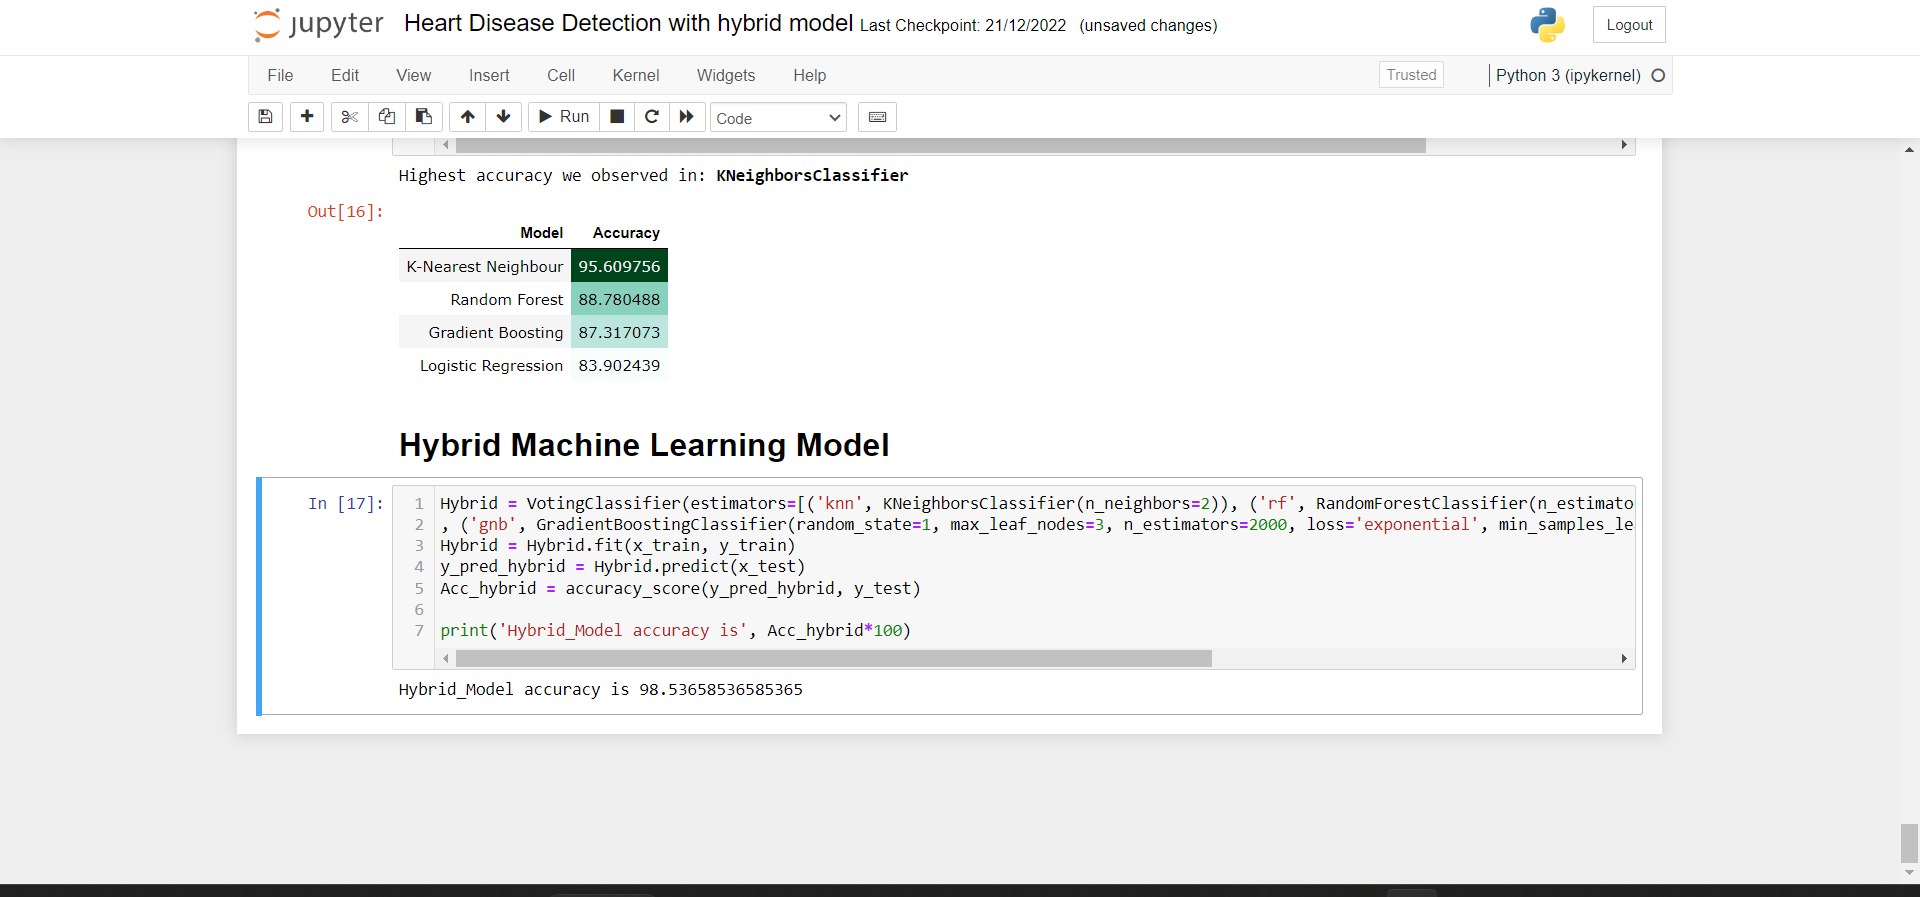 jupyter Heart Disease Detection with hybrid model Last Checkpoint: 21/12/2022 (unsaved changes) Logout
File Edit View Insert Cell Kernel Widgets Help Trusted Python 3 (ipykernel)
Run Code
Highest accuracy we observed in: KNeighborsClassifier
Out[16]:
Model Accuracy
K-Nearest Neighbour 95.609756
Random Forest 88.780488
Gradient Boosting 87.317073
Logistic Regression 83.902439
Hybrid Machine Learning Model
In [17]:
1 Hybrid = VotingClassifier(estimators=[('knn', KNeighborsClassifier(n_neighbors=2)), ('rf', RandomForestClassifier(n_estimato
2 , ('gnb', GradientBoostingClassifier(random_state=1, max_leaf_nodes=3, n_estimators=2000, loss='exponential', min_samples_le
3 Hybrid = Hybrid.fit(x_train, y_train)
4 y_pred_hybrid = Hybrid.predict(x_test)
5 Acc_hybrid = accuracy_score(y_pred_hybrid, y_test)
6
7 print('Hybrid_Model accuracy is', Acc_hybrid*100)
Hybrid_Model accuracy is 98.53658536585365